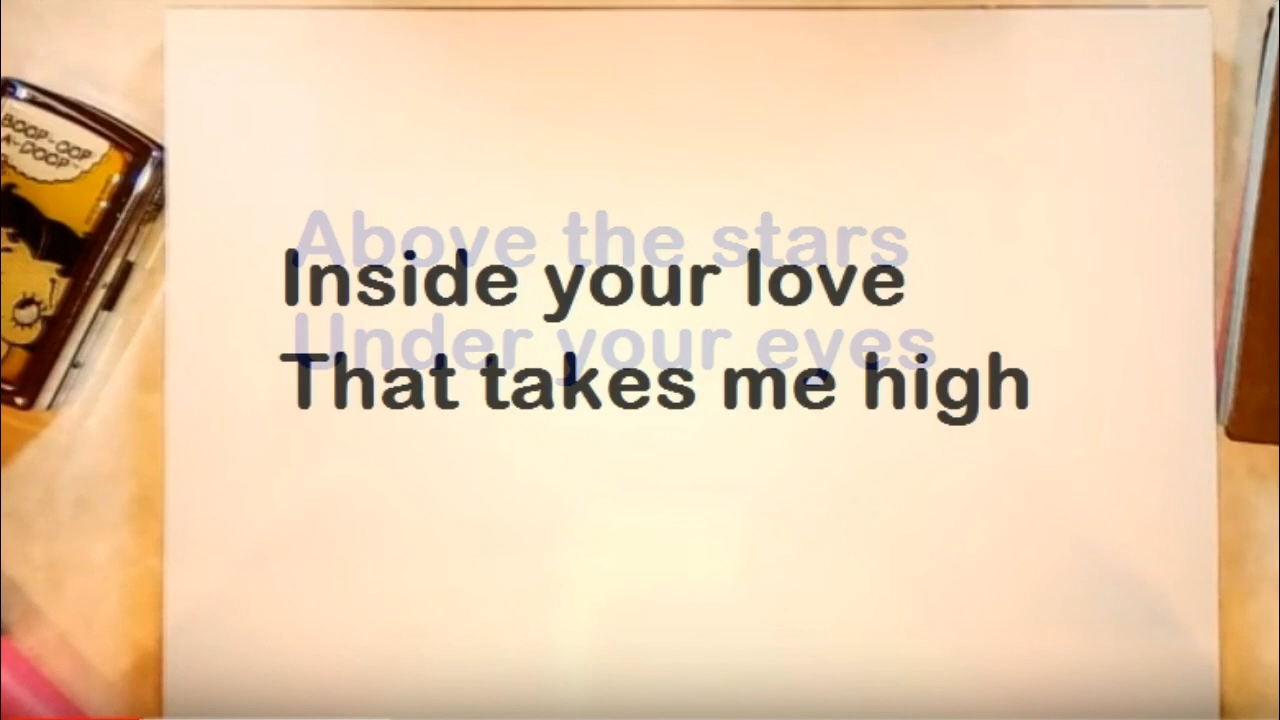 BOOP-OOP
A-DOOP
Above the stars
Inside your love
Under your eyes
That takes me high